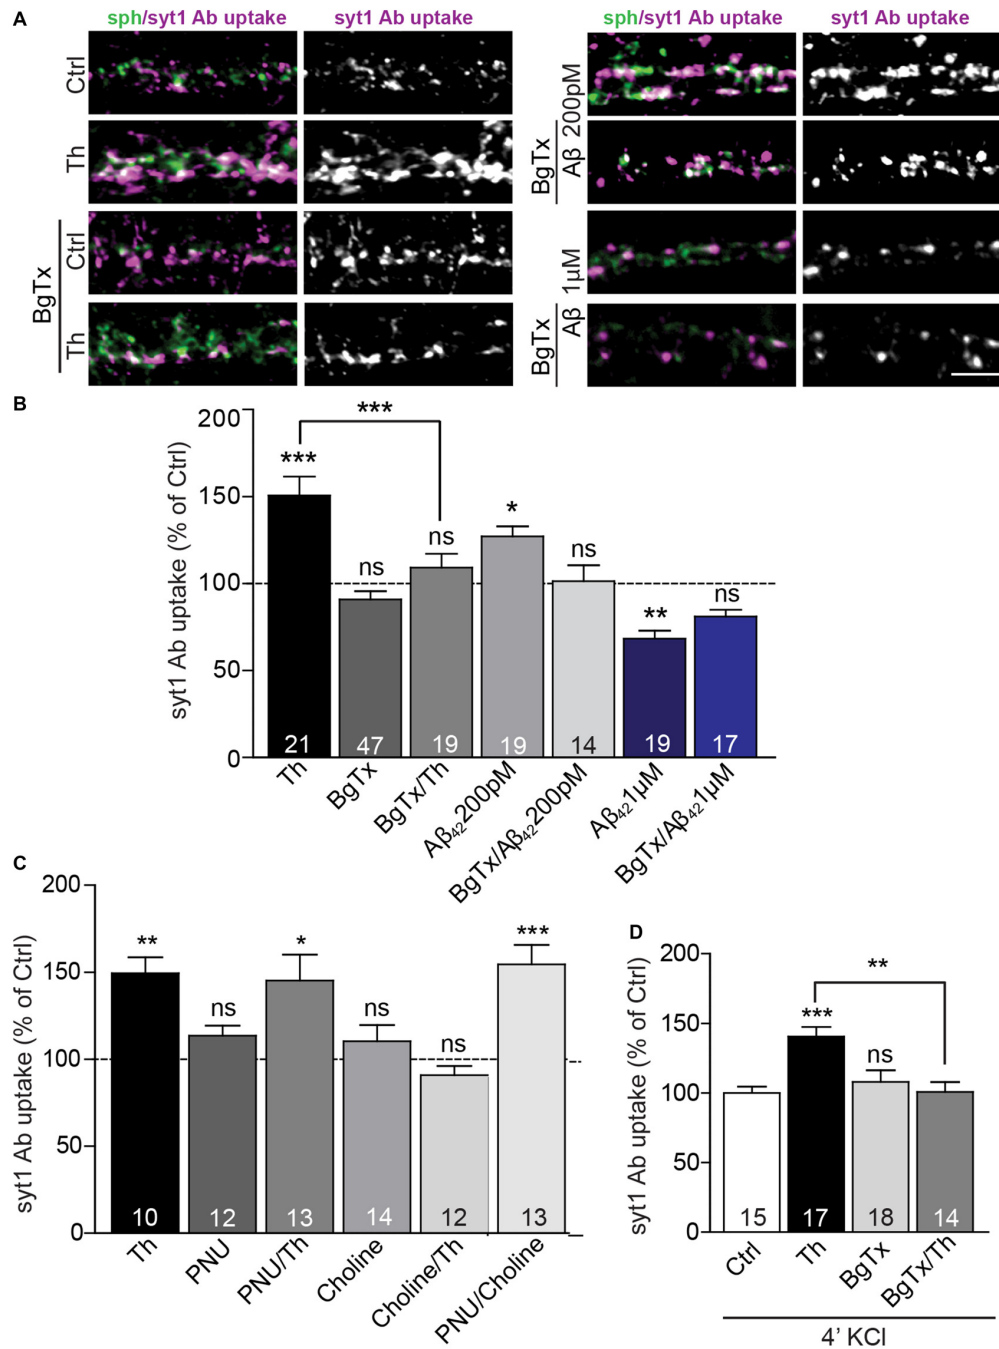 A
sph/syt1 Ab uptake
syt1 Ab uptake
sph/syt1 Ab uptake
syt1 Ab uptake
Ctrl
Th
BgTx
Ctrl
Th
Aβ 200pM
BgTx
Aβ 1µM
BgTx
B
syt1 Ab uptake (% of Ctrl)
200
150
100
50
0
***
***
ns
ns
*
ns
**
ns
21
47
19
19
14
19
17
Th
BgTx
BgTx/Th
Aβ₄₂200pM
BgTx/Aβ₄₂200pM
Aβ₄₂1µM
BgTx/Aβ₄₂1µM
C
syt1 Ab uptake (% of Ctrl)
200
150
100
50
0
**
ns
*
ns
ns
***
10
12
13
14
12
13
Th
PNU
PNU/Th
Choline
Choline/Th
PNU/Choline
D
syt1 Ab uptake (% of Ctrl)
200
150
100
50
0
**
***
ns
15
17
18
14
Ctrl
Th
BgTx
BgTx/Th
4' KCl